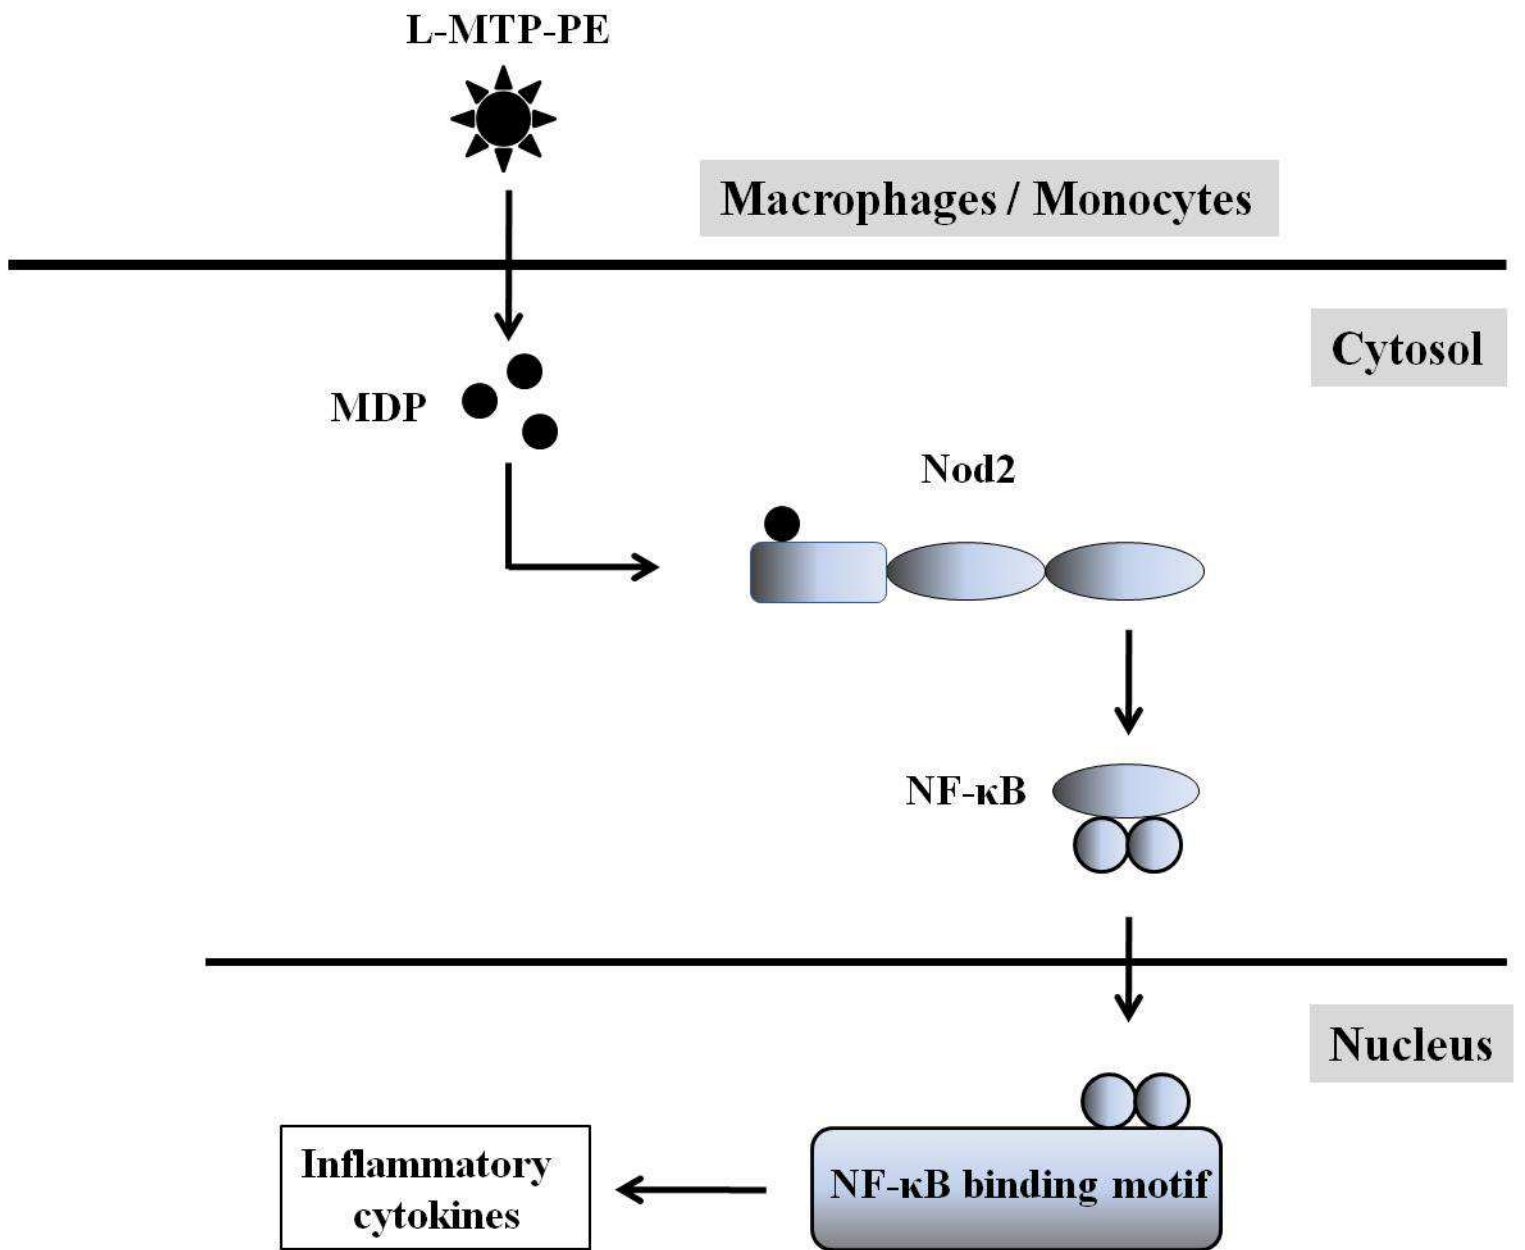 L-MTP-PE
Macrophages / Monocytes
Cytosol
MDP
Nod2
NF-κB
Nucleus
Inflammatory
cytokines
NF-κB binding motif